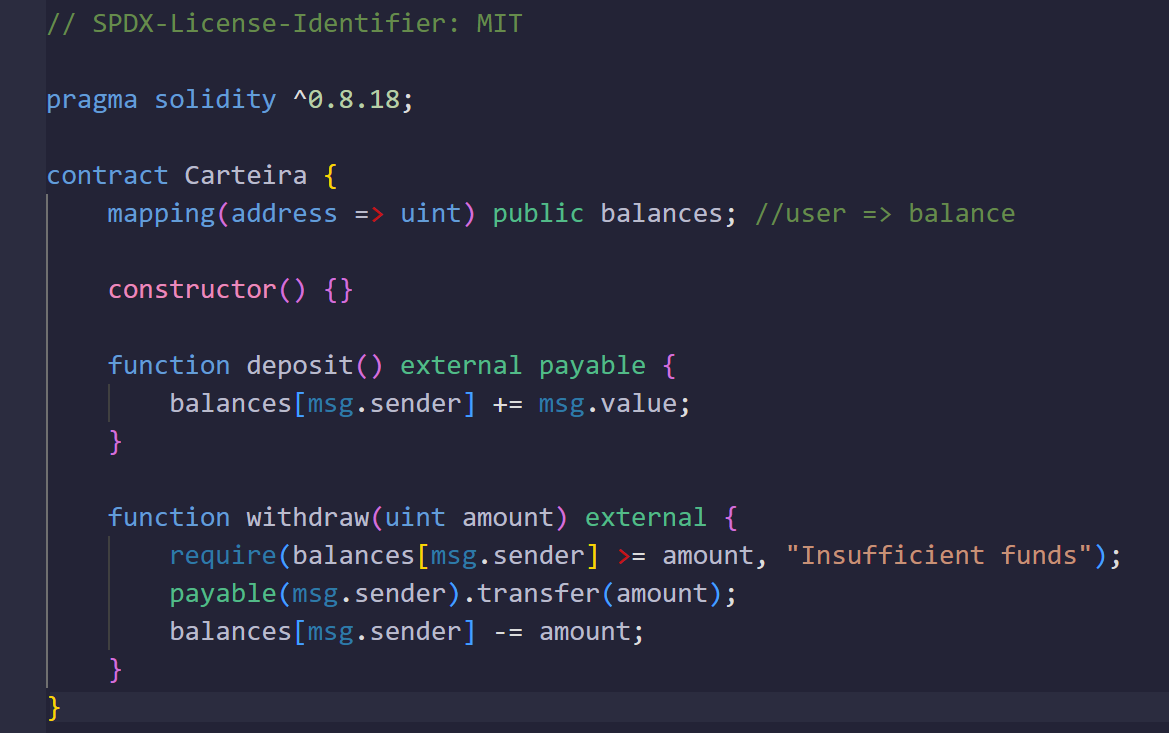 // SPDX-License-Identifier: MIT
pragma solidity ^0.8.18;
contract Carteira {
mapping(address => uint) public balances; //user => balance
constructor() {}
function deposit() external payable {
balances[msg.sender] += msg.value;
}
function withdraw(uint amount) external {
require(balances[msg.sender] >= amount, "Insufficient funds");
payable(msg.sender).transfer(amount);
balances[msg.sender] -= amount;
}
}